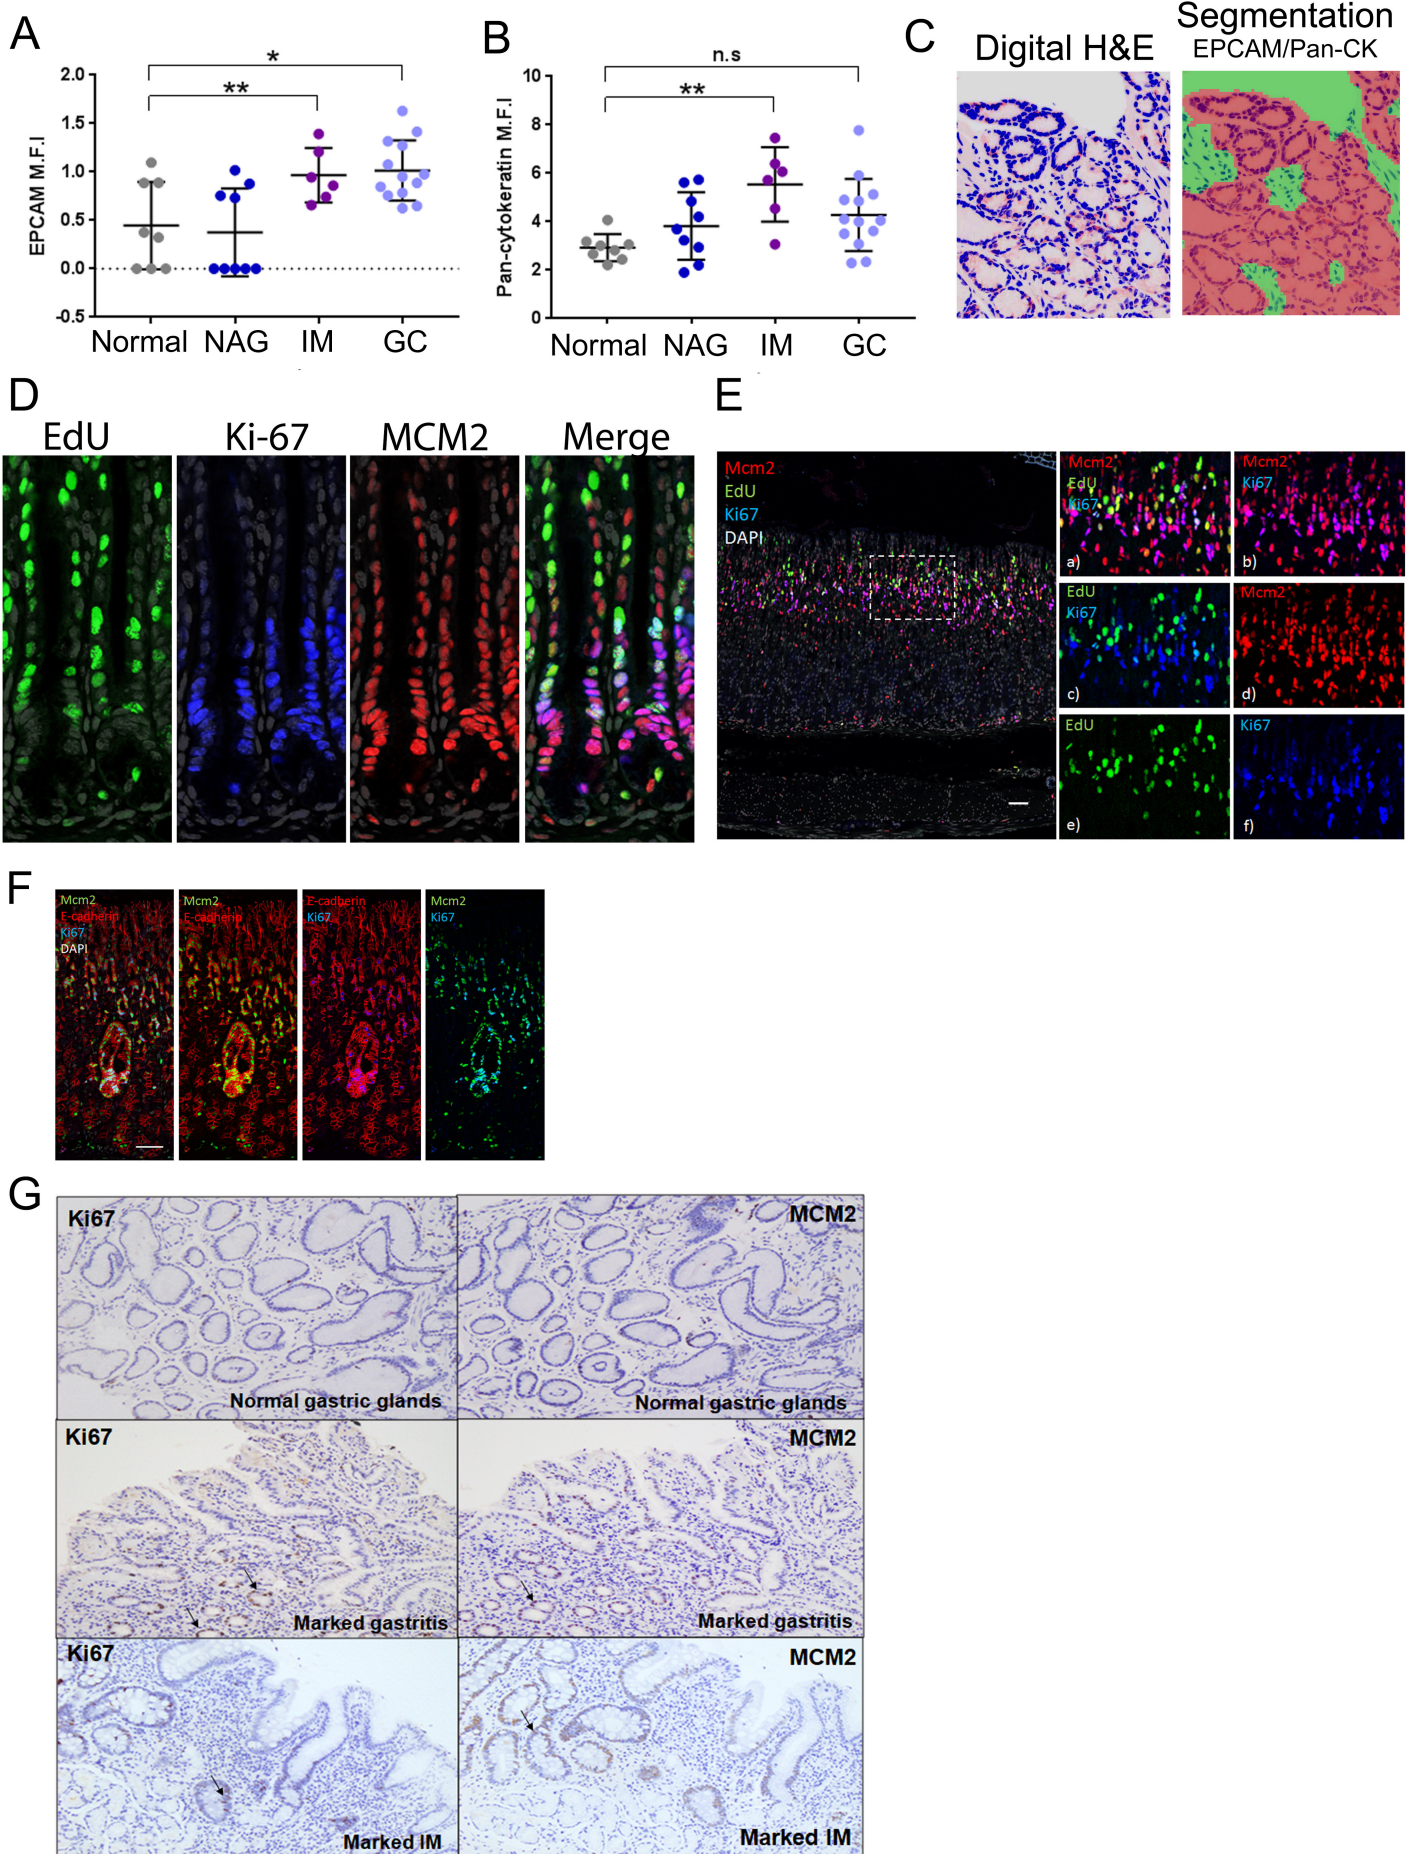 A
EPCAM M.F.I
2.0
1.5
1.0
0.5
0.0
-0.5
*
**
Normal NAG IM GC
B
Pan-cytokeratin M.F.I
10
8
6
4
2
0
n.s
**
Normal NAG IM GC
C
Digital H&E
Segmentation
EPCAM/Pan-CK
D
EdU Ki-67 MCM2 Merge
E
Mcm2
EdU
Ki67
DAPI
Mcm2
EdU
Ki67
a)
Mcm2
Ki67
b)
EdU
Ki67
c)
Mcm2
d)
EdU
e)
Ki67
f)
F
Mcm2
E-cadherin
Ki67
DAPI
Mcm2
E-cadherin
E-cadherin
Ki67
Mcm2
Ki67
G
Ki67
Normal gastric glands
MCM2
Normal gastric glands
Ki67
Marked gastritis
MCM2
Marked gastritis
Ki67
Marked IM
MCM2
Marked IM